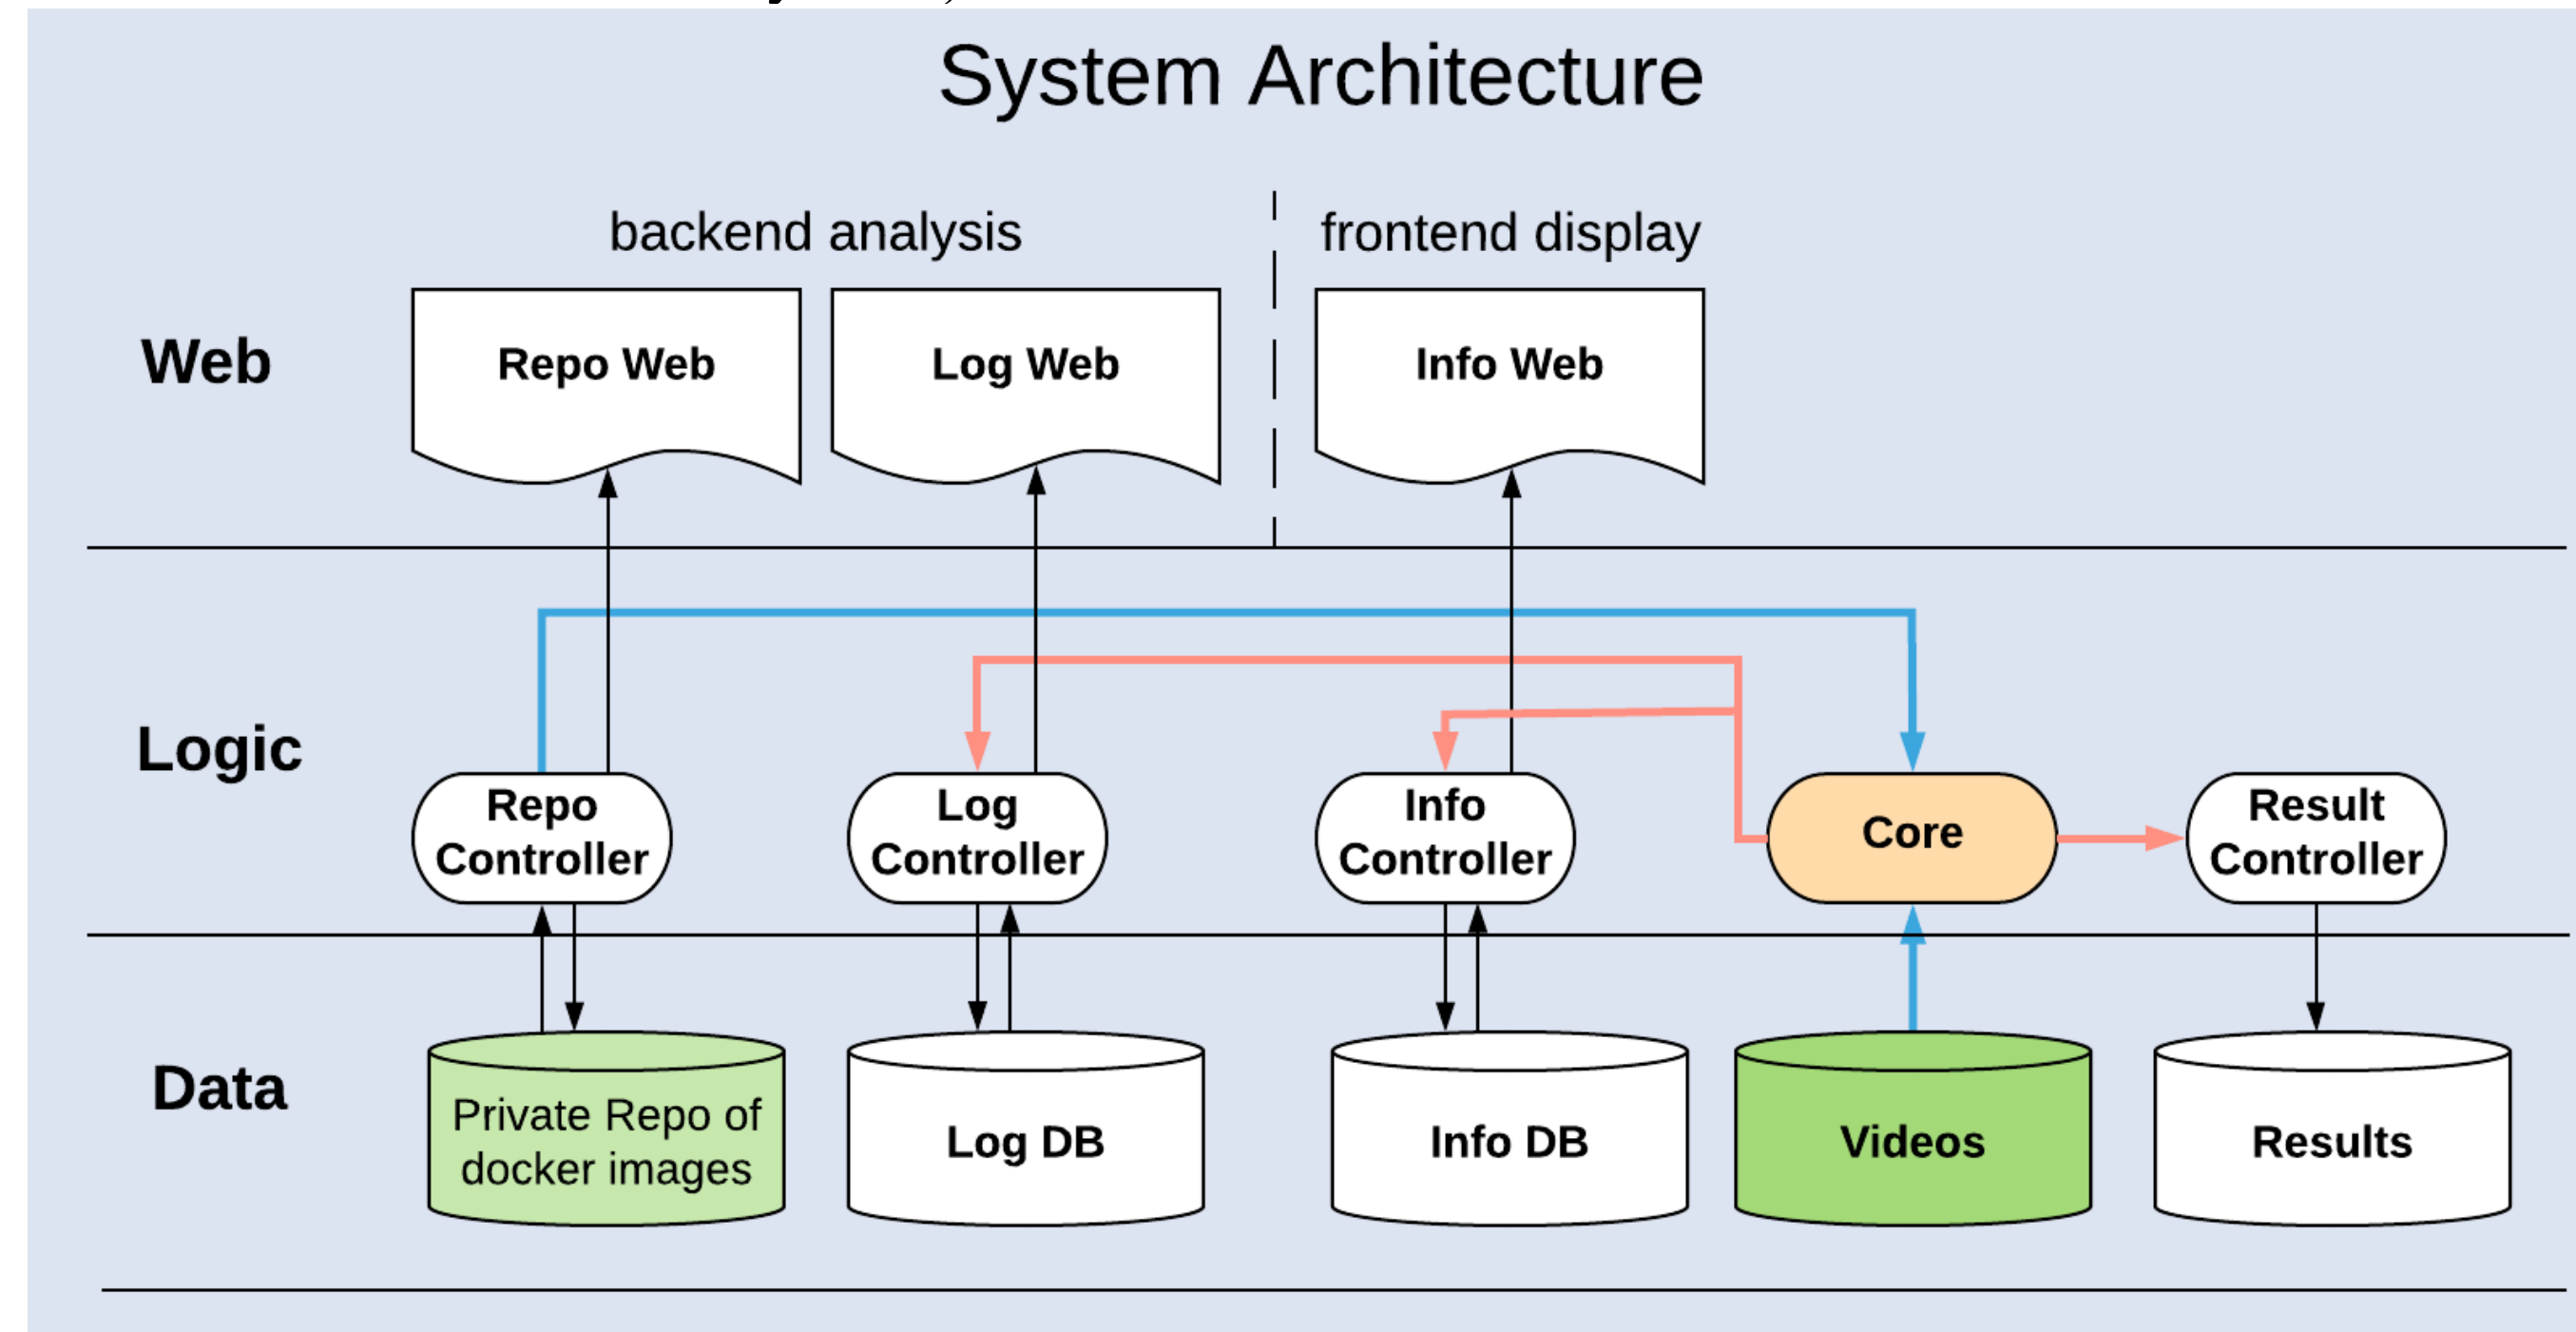 System Architecture
backend analysis
frontend display
Web
Repo Web
Log Web
Info Web
Logic
Repo
Controller
Log
Controller
Info
Controller
Core
Result
Controller
Data
Private Repo of
docker images
Log DB
Info DB
Videos
Results